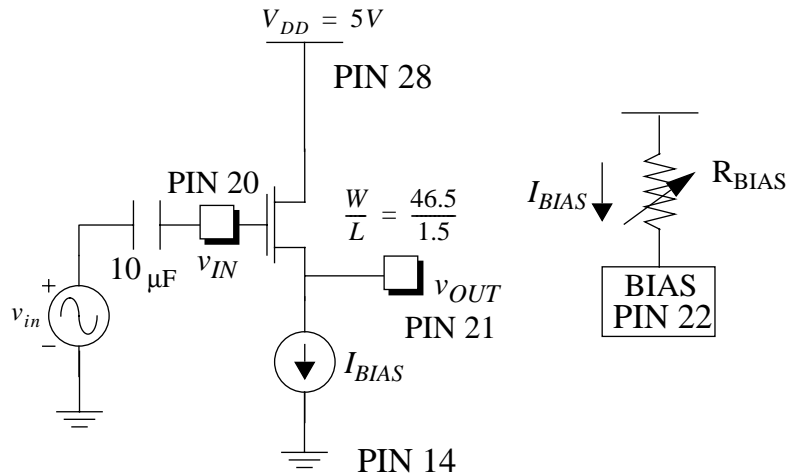 V_DD = 5V
PIN 28
PIN 20
W/L = 46.5/1.5
10 μF
v_IN
v_OUT
PIN 21
+
v_in
−
I_BIAS
PIN 14
R_BIAS
I_BIAS
BIAS
PIN 22